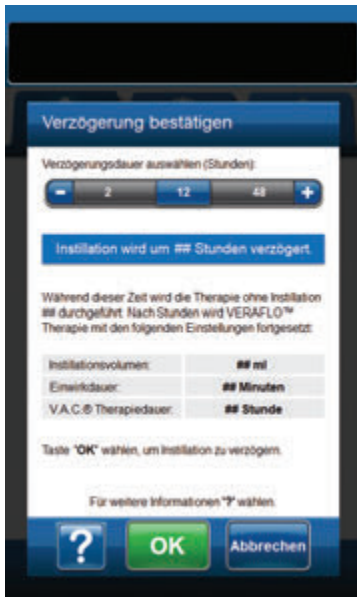 Verzögerung bestätigen
Verzögerungsdauer auswählen (Stunden):
- 2 12 48 +
Instillation wird um ## Stunden verzögert.
Während dieser Zeit wird die Therapie ohne Instillation
## durchgeführt. Nach Stunden wird VERAFLO™
Therapie mit den folgenden Einstellungen fortgesetzt:
Instillationsvolumen: ## ml
Einwirkdauer: ## Minuten
V.A.C.® Therapiedauer: ## Stunde
Taste "OK" wählen, um Instillation zu verzögern.
Für weitere Informationen "?" wählen.
? OK Abbrechen